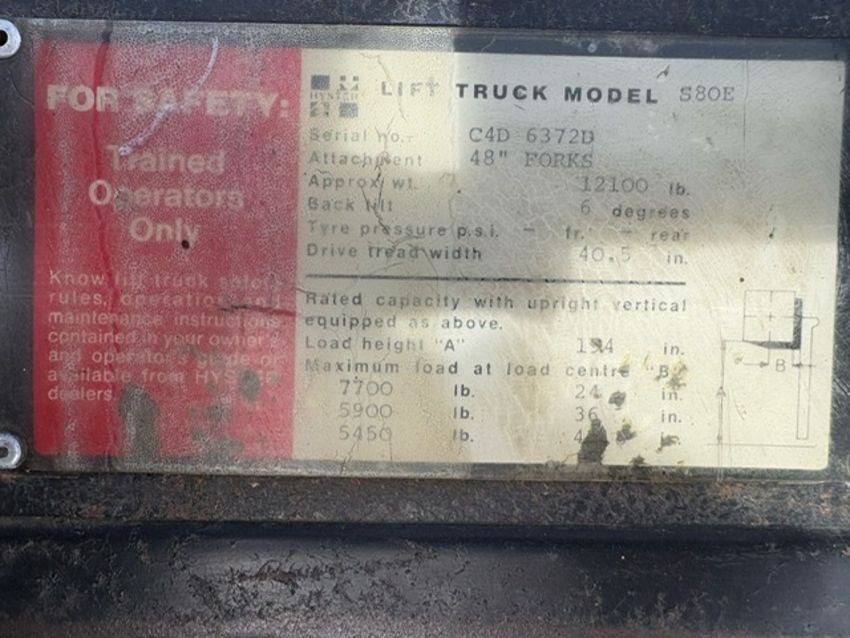 FOR SAFETY:
Trained
Operators
Only
Know lift truck safety
rules, operation and
maintenance instructions
contained in your owner's
and operator's guide or
available from HYSTER
dealers.
HYSTER
LIFT TRUCK MODEL S80E
Serial no. C4D 6372D
Attachment 48" FORKS
Approx wt. 12100 lb.
Back tilt 6 degrees
Tyre pressure p.s.i. - fr. - rear
Drive tread width 40.5 in.
Rated capacity with upright vertical
equipped as above.
Load height "A" in.
Maximum load at load centre "B"
7700 lb. 24 in.
5900 lb. 36 in.
5450 lb. in.
B
A